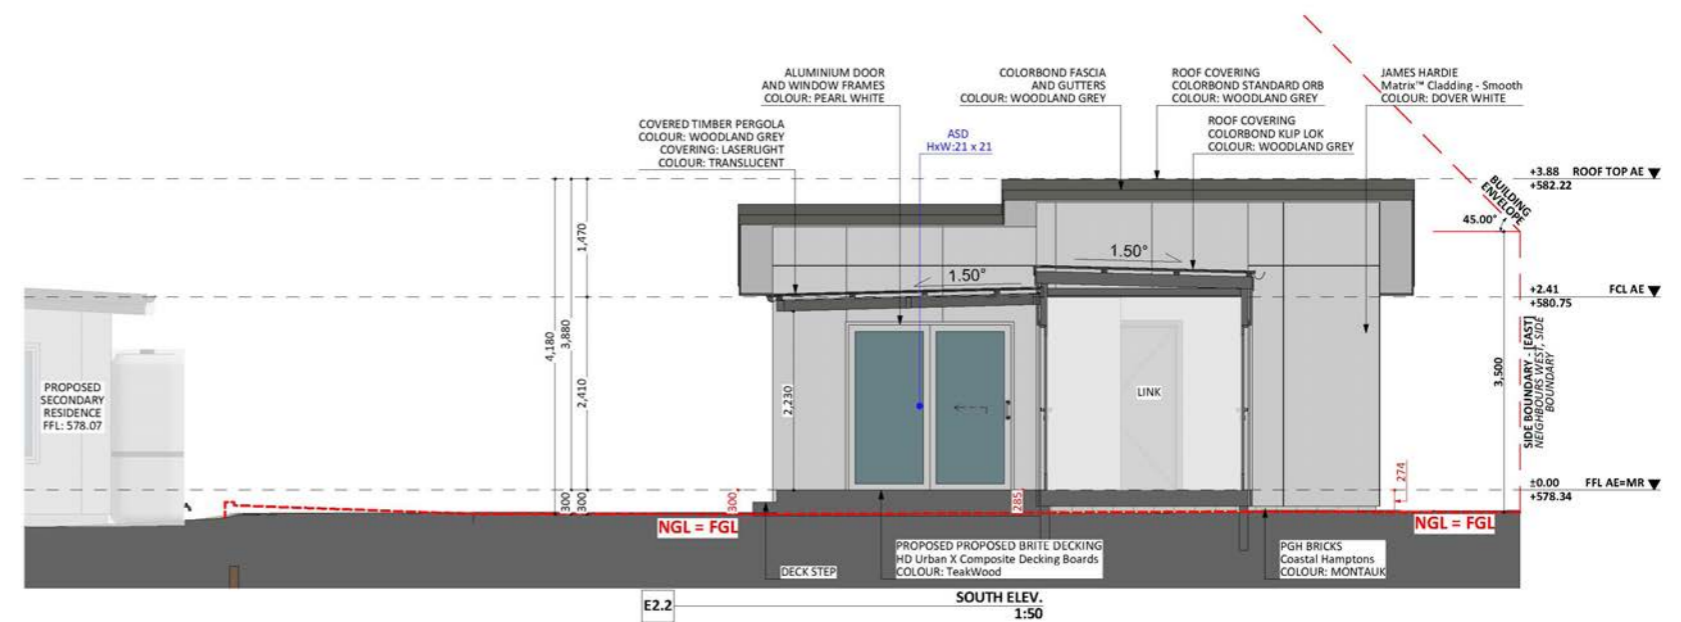 ALUMINIUM DOOR
AND WINDOW FRAMES
COLOUR: PEARL WHITE
COLORBOND FASCIA
AND GUTTERS
COLOUR: WOODLAND GREY
ROOF COVERING
COLORBOND STANDARD ORB
COLOUR: WOODLAND GREY
JAMES HARDIE
Matrix™ Cladding - Smooth
COLOUR: DOVER WHITE
COVERED TIMBER PERGOLA
COLOUR: WOODLAND GREY
COVERING: LASERLIGHT
COLOUR: TRANSLUCENT
ASD
HxW:21 x 21
ROOF COVERING
COLORBOND KLIP LOK
COLOUR: WOODLAND GREY
+3.88 ROOF TOP AE
+582.22
BUILDING
ENVELOPE
45.00°
1,470
1.50°
1.50°
+2.41 FCL AE
+580.75
4,180
3,880
2,410
2,230
3,500
SIDE BOUNDARY - [EAST]
NEIGHBOURS WEST, SIDE
BOUNDARY
PROPOSED
SECONDARY
RESIDENCE
FFL: 578.07
LINK
274
±0.00 FFL AE=MR
+578.34
300
300
300
285
NGL = FGL
NGL = FGL
DECK STEP
PROPOSED PROPOSED BRITE DECKING
HD Urban X Composite Decking Boards
COLOUR: TeakWood
PGH BRICKS
Coastal Hamptons
COLOUR: MONTAUK
E2.2
SOUTH ELEV.
1:50